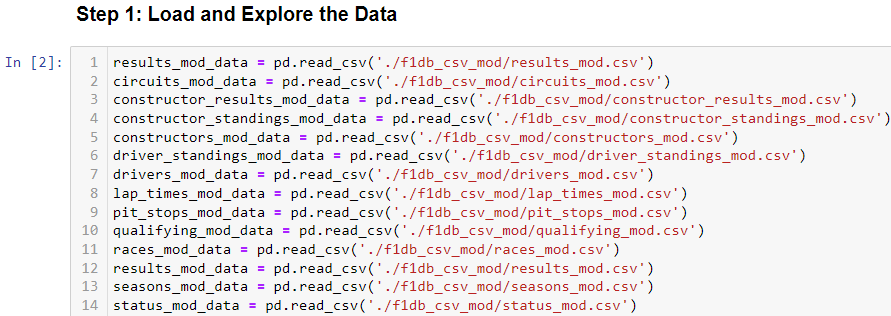 Step 1: Load and Explore the Data
In [2]:
1 results_mod_data = pd.read_csv('./f1db_csv_mod/results_mod.csv')
2 circuits_mod_data = pd.read_csv('./f1db_csv_mod/circuits_mod.csv')
3 constructor_results_mod_data = pd.read_csv('./f1db_csv_mod/constructor_results_mod.csv')
4 constructor_standings_mod_data = pd.read_csv('./f1db_csv_mod/constructor_standings_mod.csv')
5 constructors_mod_data = pd.read_csv('./f1db_csv_mod/constructors_mod.csv')
6 driver_standings_mod_data = pd.read_csv('./f1db_csv_mod/driver_standings_mod.csv')
7 drivers_mod_data = pd.read_csv('./f1db_csv_mod/drivers_mod.csv')
8 lap_times_mod_data = pd.read_csv('./f1db_csv_mod/lap_times_mod.csv')
9 pit_stops_mod_data = pd.read_csv('./f1db_csv_mod/pit_stops_mod.csv')
10 qualifying_mod_data = pd.read_csv('./f1db_csv_mod/qualifying_mod.csv')
11 races_mod_data = pd.read_csv('./f1db_csv_mod/races_mod.csv')
12 results_mod_data = pd.read_csv('./f1db_csv_mod/results_mod.csv')
13 seasons_mod_data = pd.read_csv('./f1db_csv_mod/seasons_mod.csv')
14 status_mod_data = pd.read_csv('./f1db_csv_mod/status_mod.csv')